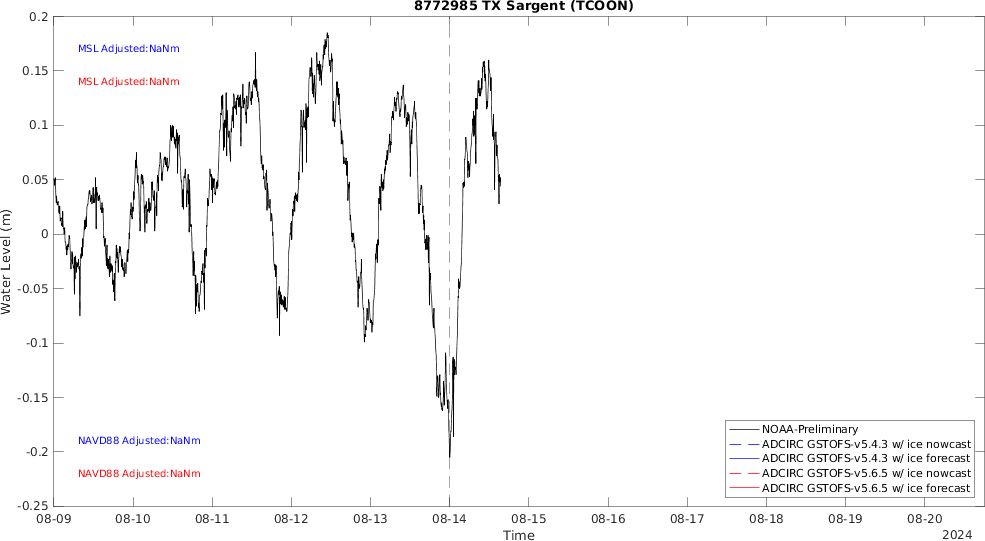 8772985 TX Sargent (TCOON)
0.2
0.15
0.1
0.05
0
-0.05
-0.1
-0.15
-0.2
-0.25
Water Level (m)
MSL Adjusted:NaNm
MSL Adjusted:NaNm
NAVD88 Adjusted:NaNm
NAVD88 Adjusted:NaNm
NOAA-Preliminary
ADCIRC GSTOFS-v5.4.3 w/ ice nowcast
ADCIRC GSTOFS-v5.4.3 w/ ice forecast
ADCIRC GSTOFS-v5.6.5 w/ ice nowcast
ADCIRC GSTOFS-v5.6.5 w/ ice forecast
08-09 08-10 08-11 08-12 08-13 08-14 08-15 08-16 08-17 08-18 08-19 08-20
Time
2024